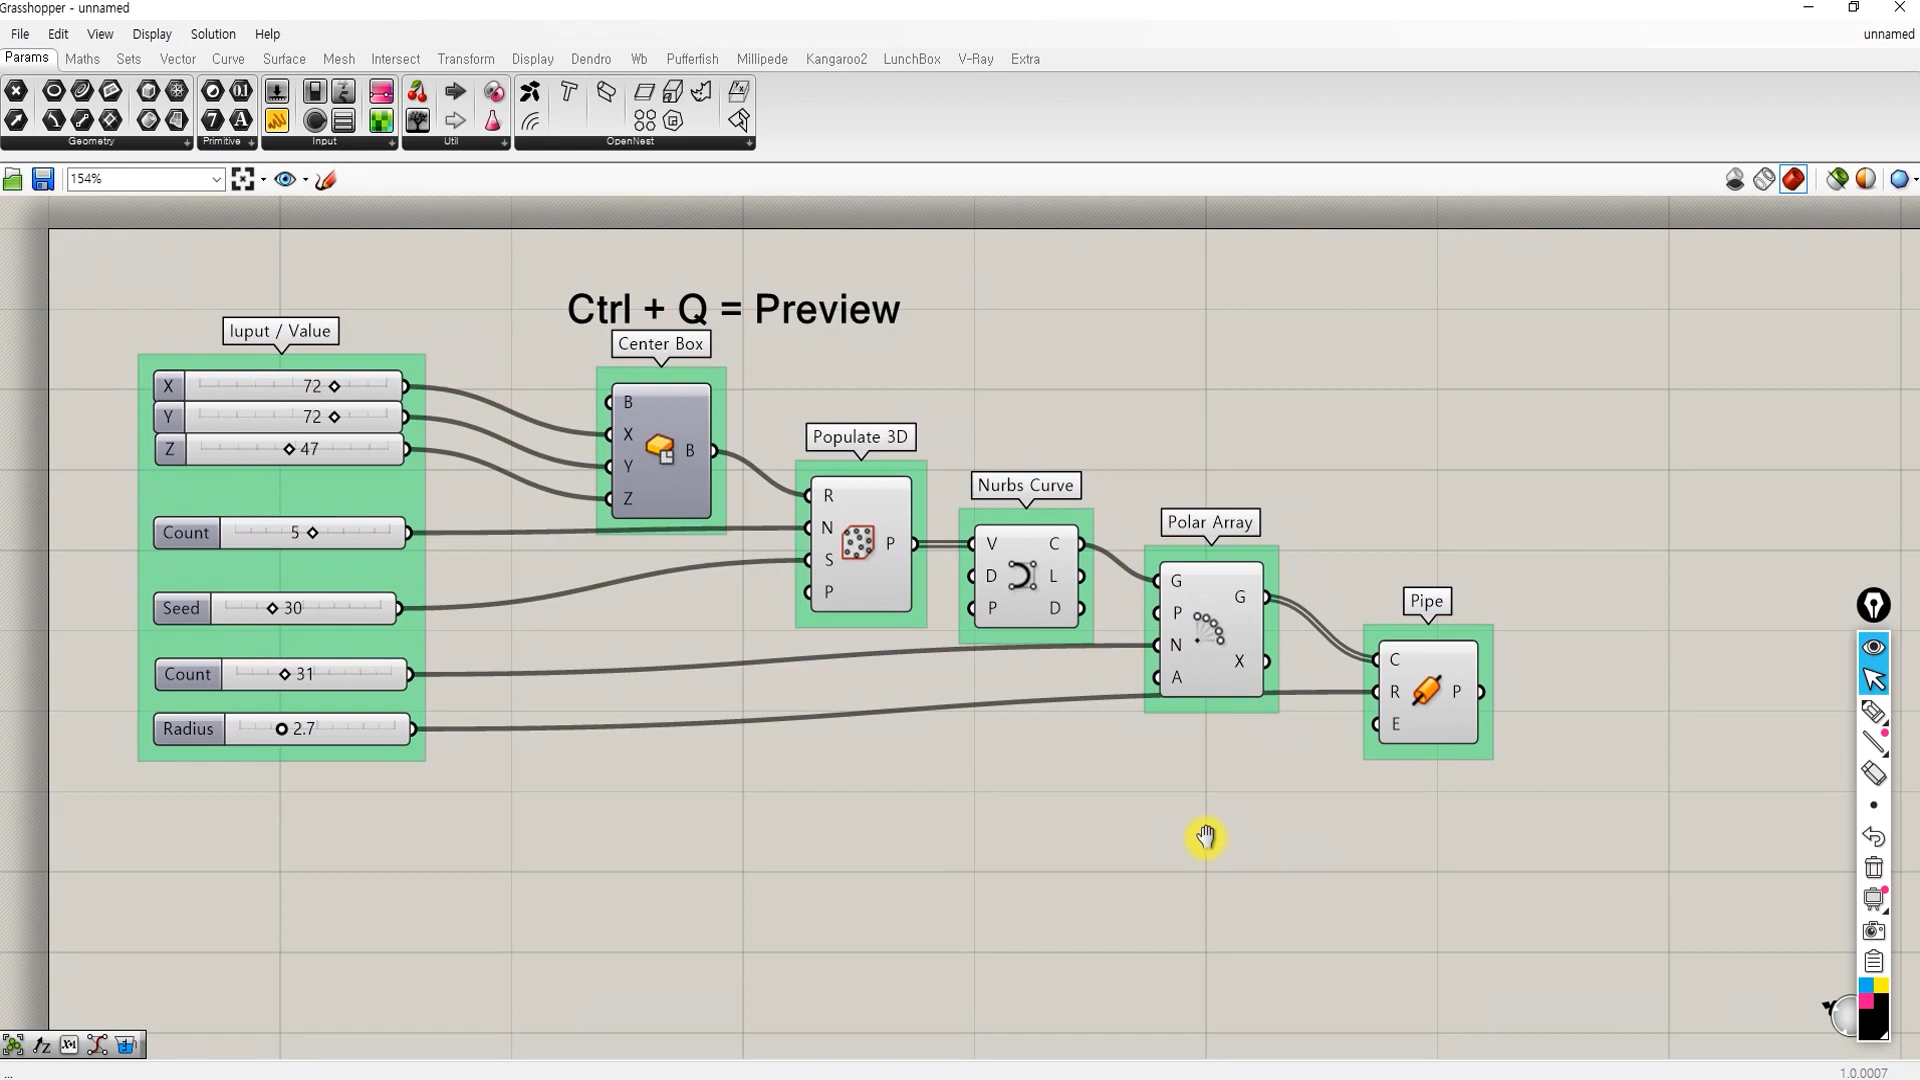 Grasshopper - unnamed
File Edit View Display Solution Help unnamed
Params Maths Sets Vector Curve Surface Mesh Intersect Transform Display Dendro Wb Pufferfish Millipede Kangaroo2 LunchBox V-Ray Extra
Geometry Primitive Input Util OpenNest
154%
Ctrl + Q = Preview
Iuput / Value
X 72
Y 72
Z 47
Count 5
Seed 30
Count 31
Radius 2.7
Center Box
B
X
Y B
Z
Populate 3D
R
N
S P
P
Nurbs Curve
V C
D L
P D
Polar Array
G
P G
N
A X
Pipe
C
R P
E
...
1.0.0007